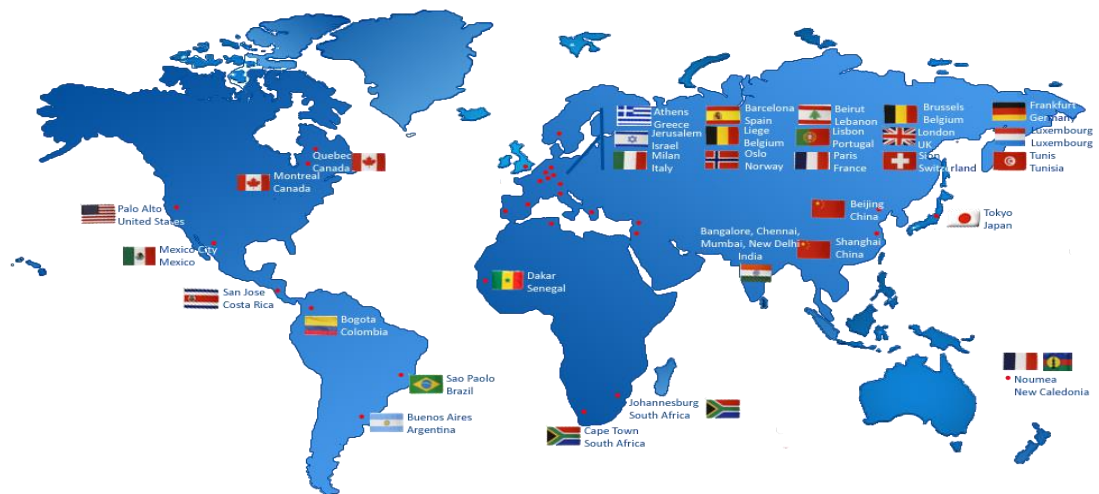 Athens
Greece
Barcelona
Spain
Beirut
Lebanon
Brussels
Belgium
Frankfurt
Germany
Jerusalem
Israel
Liege
Belgium
Lisbon
Portugal
London
UK
Luxembourg
Luxembourg
Milan
Italy
Oslo
Norway
Paris
France
Sion
Switzerland
Tunis
Tunisia
Quebec
Canada
Montreal
Canada
Palo Alto
United States
Mexico City
Mexico
San Jose
Costa Rica
Bogota
Colombia
Sao Paolo
Brazil
Buenos Aires
Argentina
Dakar
Senegal
Johannesburg
South Africa
Cape Town
South Africa
Bangalore, Chennai,
Mumbai, New Delhi
India
Beijing
China
Shanghai
China
Tokyo
Japan
Noumea
New Caledonia